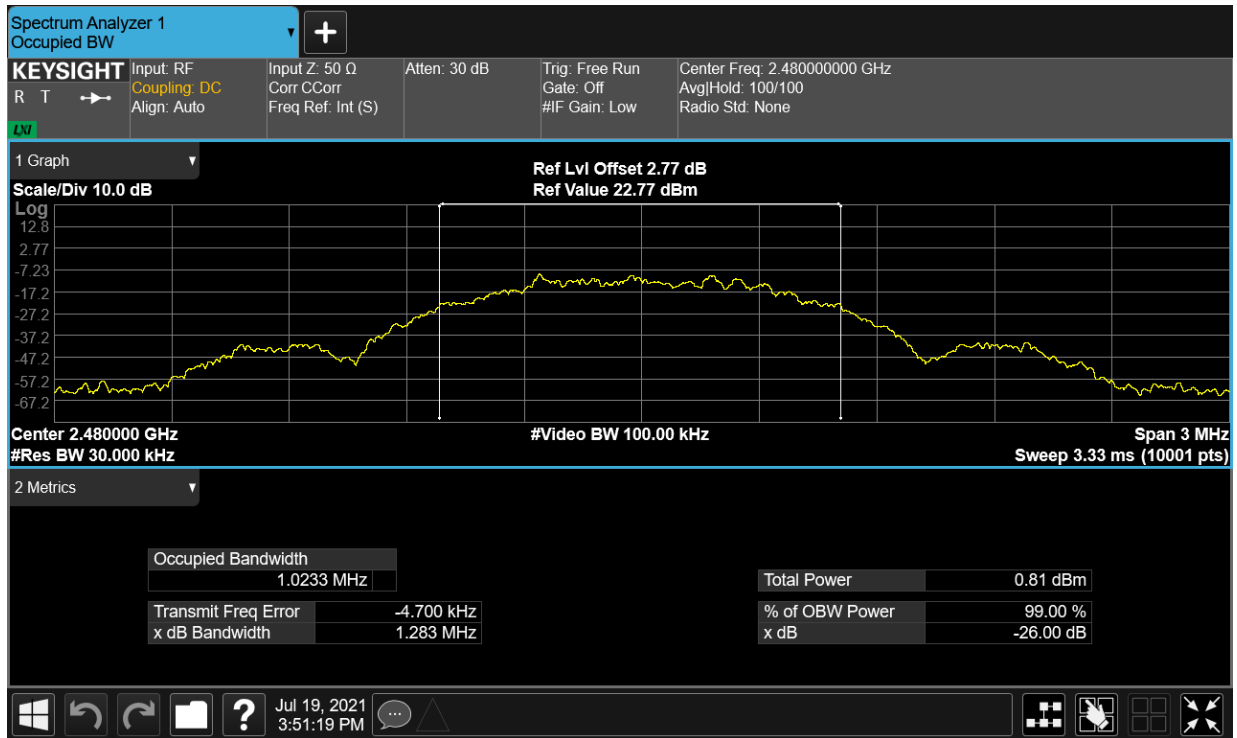 Spectrum Analyzer 1
Occupied BW
KEYSIGHT
R T
LXI
Input: RF
Coupling: DC
Align: Auto
Input Z: 50 Ω
Corr CCorr
Freq Ref: Int (S)
Atten: 30 dB
Trig: Free Run
Gate: Off
#IF Gain: Low
Center Freq: 2.480000000 GHz
Avg|Hold: 100/100
Radio Std: None
1 Graph
Scale/Div 10.0 dB
Ref Lvl Offset 2.77 dB
Ref Value 22.77 dBm
Log
12.8
2.77
-7.23
-17.2
-27.2
-37.2
-47.2
-57.2
-67.2
Center 2.480000 GHz
#Res BW 30.000 kHz
#Video BW 100.00 kHz
Span 3 MHz
Sweep 3.33 ms (10001 pts)
2 Metrics
Occupied Bandwidth
1.0233 MHz
Transmit Freq Error -4.700 kHz
x dB Bandwidth 1.283 MHz
Total Power 0.81 dBm
% of OBW Power 99.00 %
x dB -26.00 dB
?
Jul 19, 2021
3:51:19 PM